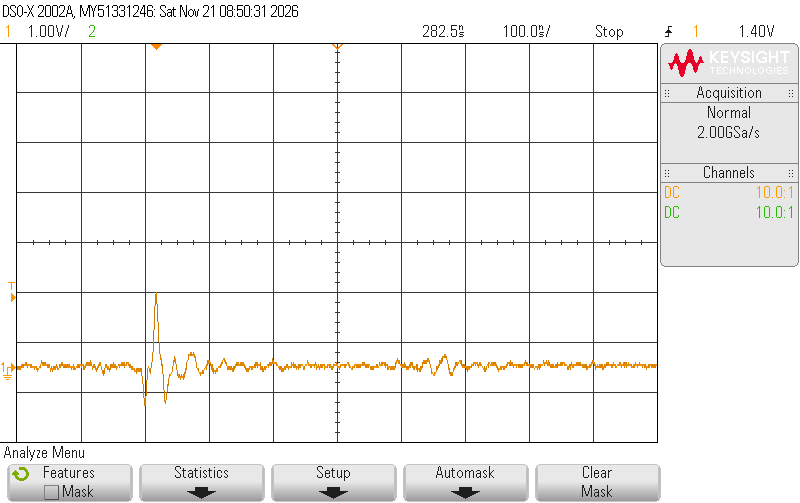 DSO-X 2002A, MY51331246: Sat Nov 21 08:50:31 2026
1 1.00V/ 2 282.5s 100.0s/ Stop 1 1.40V
KEYSIGHT
TECHNOLOGIES
Acquisition
Normal
2.00GSa/s
Channels
DC 10.0:1
DC 10.0:1
T
1
Analyze Menu
Features
Mask
Statistics
Setup
Automask
Clear
Mask